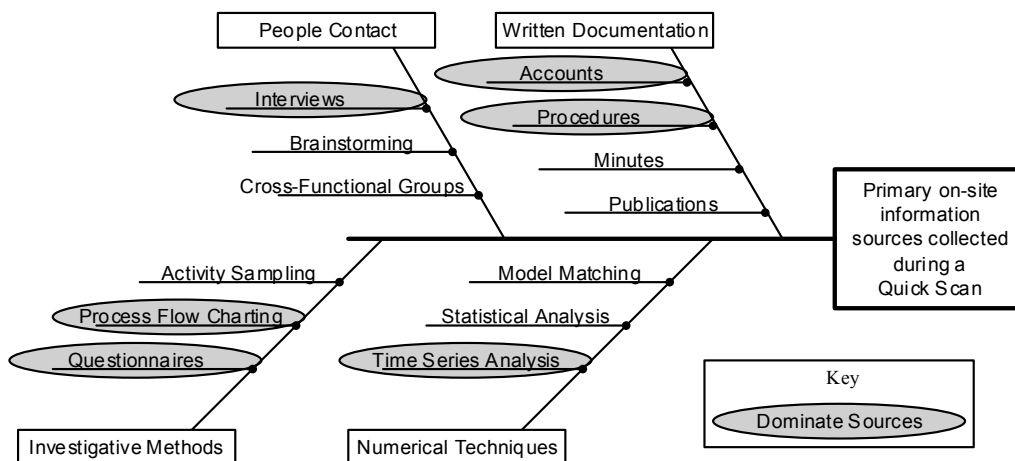 People Contact
Written Documentation
Accounts
Interviews
Procedures
Brainstorming
Minutes
Cross-Functional Groups
Publications
Primary on-site
information
sources collected
during a
Quick Scan
Activity Sampling
Model Matching
Process Flow Charting
Statistical Analysis
Questionnaires
Time Series Analysis
Key
Dominate Sources
Investigative Methods
Numerical Techniques